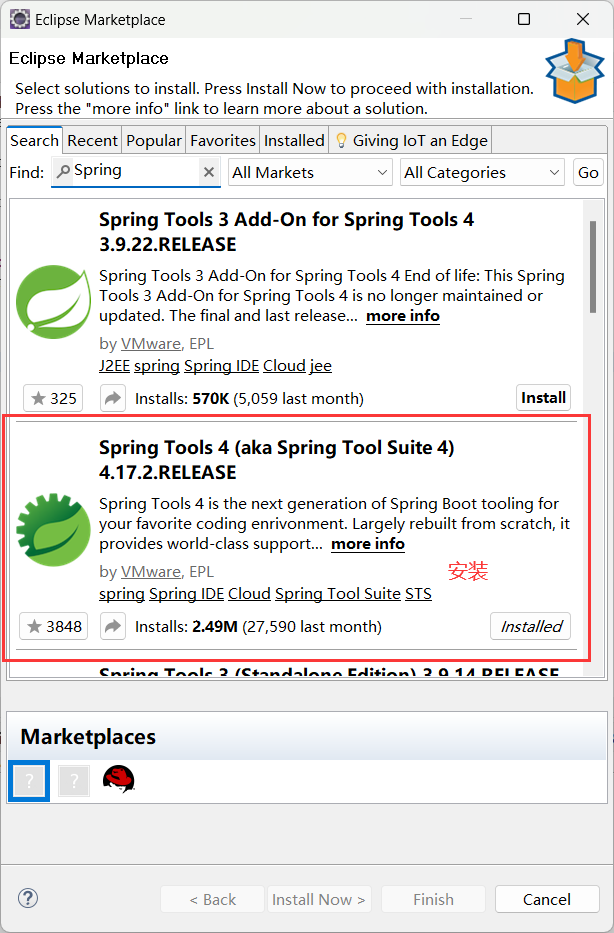 Eclipse Marketplace
Eclipse Marketplace
Select solutions to install. Press Install Now to proceed with installation.
Press the "more info" link to learn more about a solution.
Search Recent Popular Favorites Installed Giving IoT an Edge
Find: Spring All Markets All Categories Go
Spring Tools 3 Add-On for Spring Tools 4
3.9.22.RELEASE
Spring Tools 3 Add-On for Spring Tools 4 End of life: This Spring
Tools 3 Add-On for Spring Tools 4 is no longer maintained or
updated. The final and last release... more info
by VMware, EPL
J2EE spring Spring IDE Cloud jee
325 Installs: 570K (5,059 last month) Install
Spring Tools 4 (aka Spring Tool Suite 4)
4.17.2.RELEASE
Spring Tools 4 is the next generation of Spring Boot tooling for
your favorite coding enrivonment. Largely rebuilt from scratch, it
provides world-class support... more info
安装
by VMware, EPL
spring Spring IDE Cloud Spring Tool Suite STS
3848 Installs: 2.49M (27,590 last month) Installed
Spring Tools 3 (Standalone Edition) 3.9.14.RELEASE
Marketplaces
? ?
? < Back Install Now > Finish Cancel